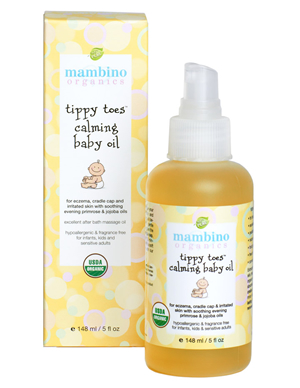 mambino
organics
tippy toes™
calming
baby oil
for eczema, cradle cap and
irritated skin with soothing
evening primrose & jojoba oils
excellent after bath massage oil
hypoallergenic & fragrance free
for infants, kids and
sensitive adults
USDA
ORGANIC
e 148 ml / 5 fl oz
mambino
organics
tippy toes™
calming baby oil
for eczema, cradle cap & irritated
skin with soothing evening
primrose & jojoba oils
hypoallergenic & fragrance free
for infants, kids & sensitive adults
USDA
ORGANIC
e 148 ml / 5 fl oz